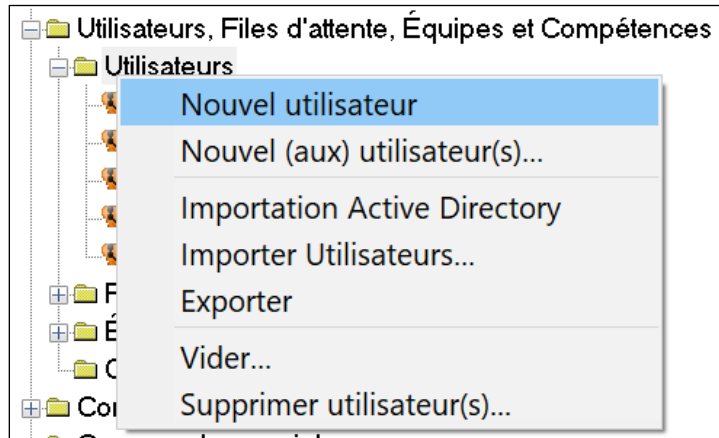 Utilisateurs, Files d'attente, Équipes et Compétences
Utilisateurs
Nouvel utilisateur
Nouvel (aux) utilisateur(s)...
Importation Active Directory
Importer Utilisateurs...
Exporter
Vider...
Supprimer utilisateur(s)...